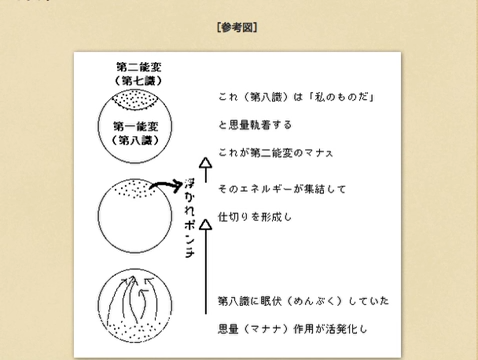 [参考図]
第二能変
(第七識)
第一能変
(第八識)
これ(第八識)は「私のものだ」
と思量執着する
これが第二能変のマナス
浮かれポンチ
そのエネルギーが集結して
仕切りを形成し
第八識に眠伏(めんぷく)していた
思量(マナナ)作用が活発化し